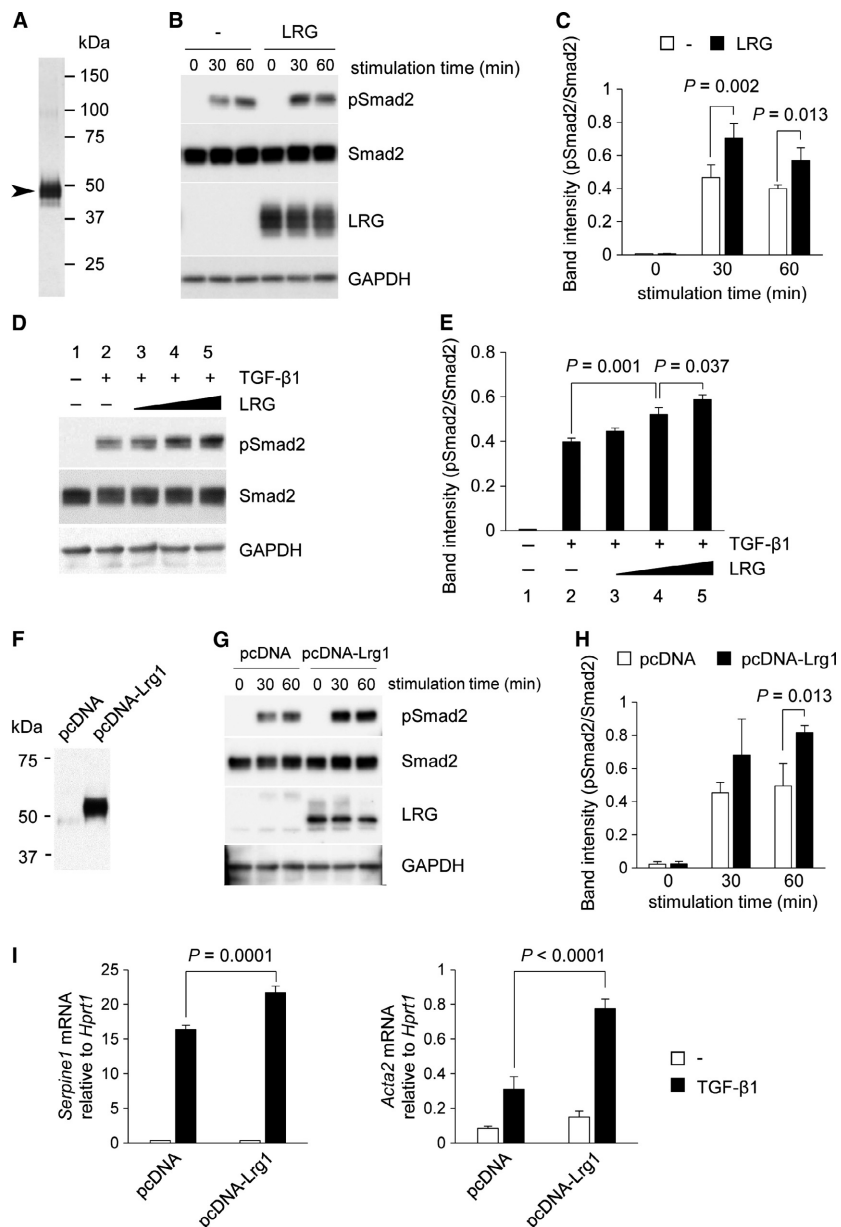 A
kDa
150
100
75
50
37
25
B
- LRG
0 30 60 0 30 60 stimulation time (min)
pSmad2
Smad2
LRG
GAPDH
C
- LRG
P = 0.002
P = 0.013
Band intensity (pSmad2/Smad2)
1
0.8
0.6
0.4
0.2
0
0 30 60
stimulation time (min)
D
1 2 3 4 5
– + + + + TGF-β1
– – LRG
pSmad2
Smad2
GAPDH
E
Band intensity (pSmad2/Smad2)
0.8
0.6
0.4
0.2
0
P = 0.001 P = 0.037
– + + + + TGF-β1
– – LRG
1 2 3 4 5
F
pcDNA
pcDNA-Lrg1
kDa
75
50
37
G
pcDNA pcDNA-Lrg1
0 30 60 0 30 60 stimulation time (min)
pSmad2
Smad2
LRG
GAPDH
H
pcDNA pcDNA-Lrg1
P = 0.013
Band intensity (pSmad2/Smad2)
1
0.8
0.6
0.4
0.2
0
0 30 60
stimulation time (min)
I
P = 0.0001
Serpine1 mRNA
relative to Hprt1
25
20
15
10
5
0
pcDNA
pcDNA-Lrg1
P < 0.0001
Acta2 mRNA
relative to Hprt1
1
0.8
0.6
0.4
0.2
0
pcDNA
pcDNA-Lrg1
-
TGF-β1